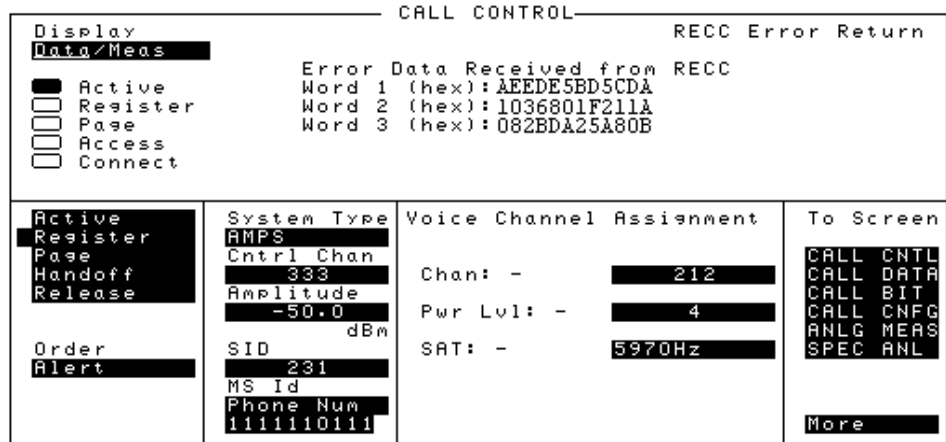 CALL CONTROL
Display
Data/Meas
RECC Error Return
Error Data Received from RECC
Word 1 (hex):AEEDE5BD5CDA
Word 2 (hex):1036801F211A
Word 3 (hex):082BDA25A80B
Active
Register
Page
Access
Connect
Active
Register
Page
Handoff
Release
Order
Alert
System Type
AMPS
Cntrl Chan
333
Amplitude
-50.0
dBm
SID
231
MS Id
Phone Num
1111110111
Voice Channel Assignment
Chan: - 212
Pwr Lvl: - 4
SAT: - 5970Hz
To Screen
CALL CNTL
CALL DATA
CALL BIT
CALL CNFG
ANLG MEAS
SPEC ANL
More